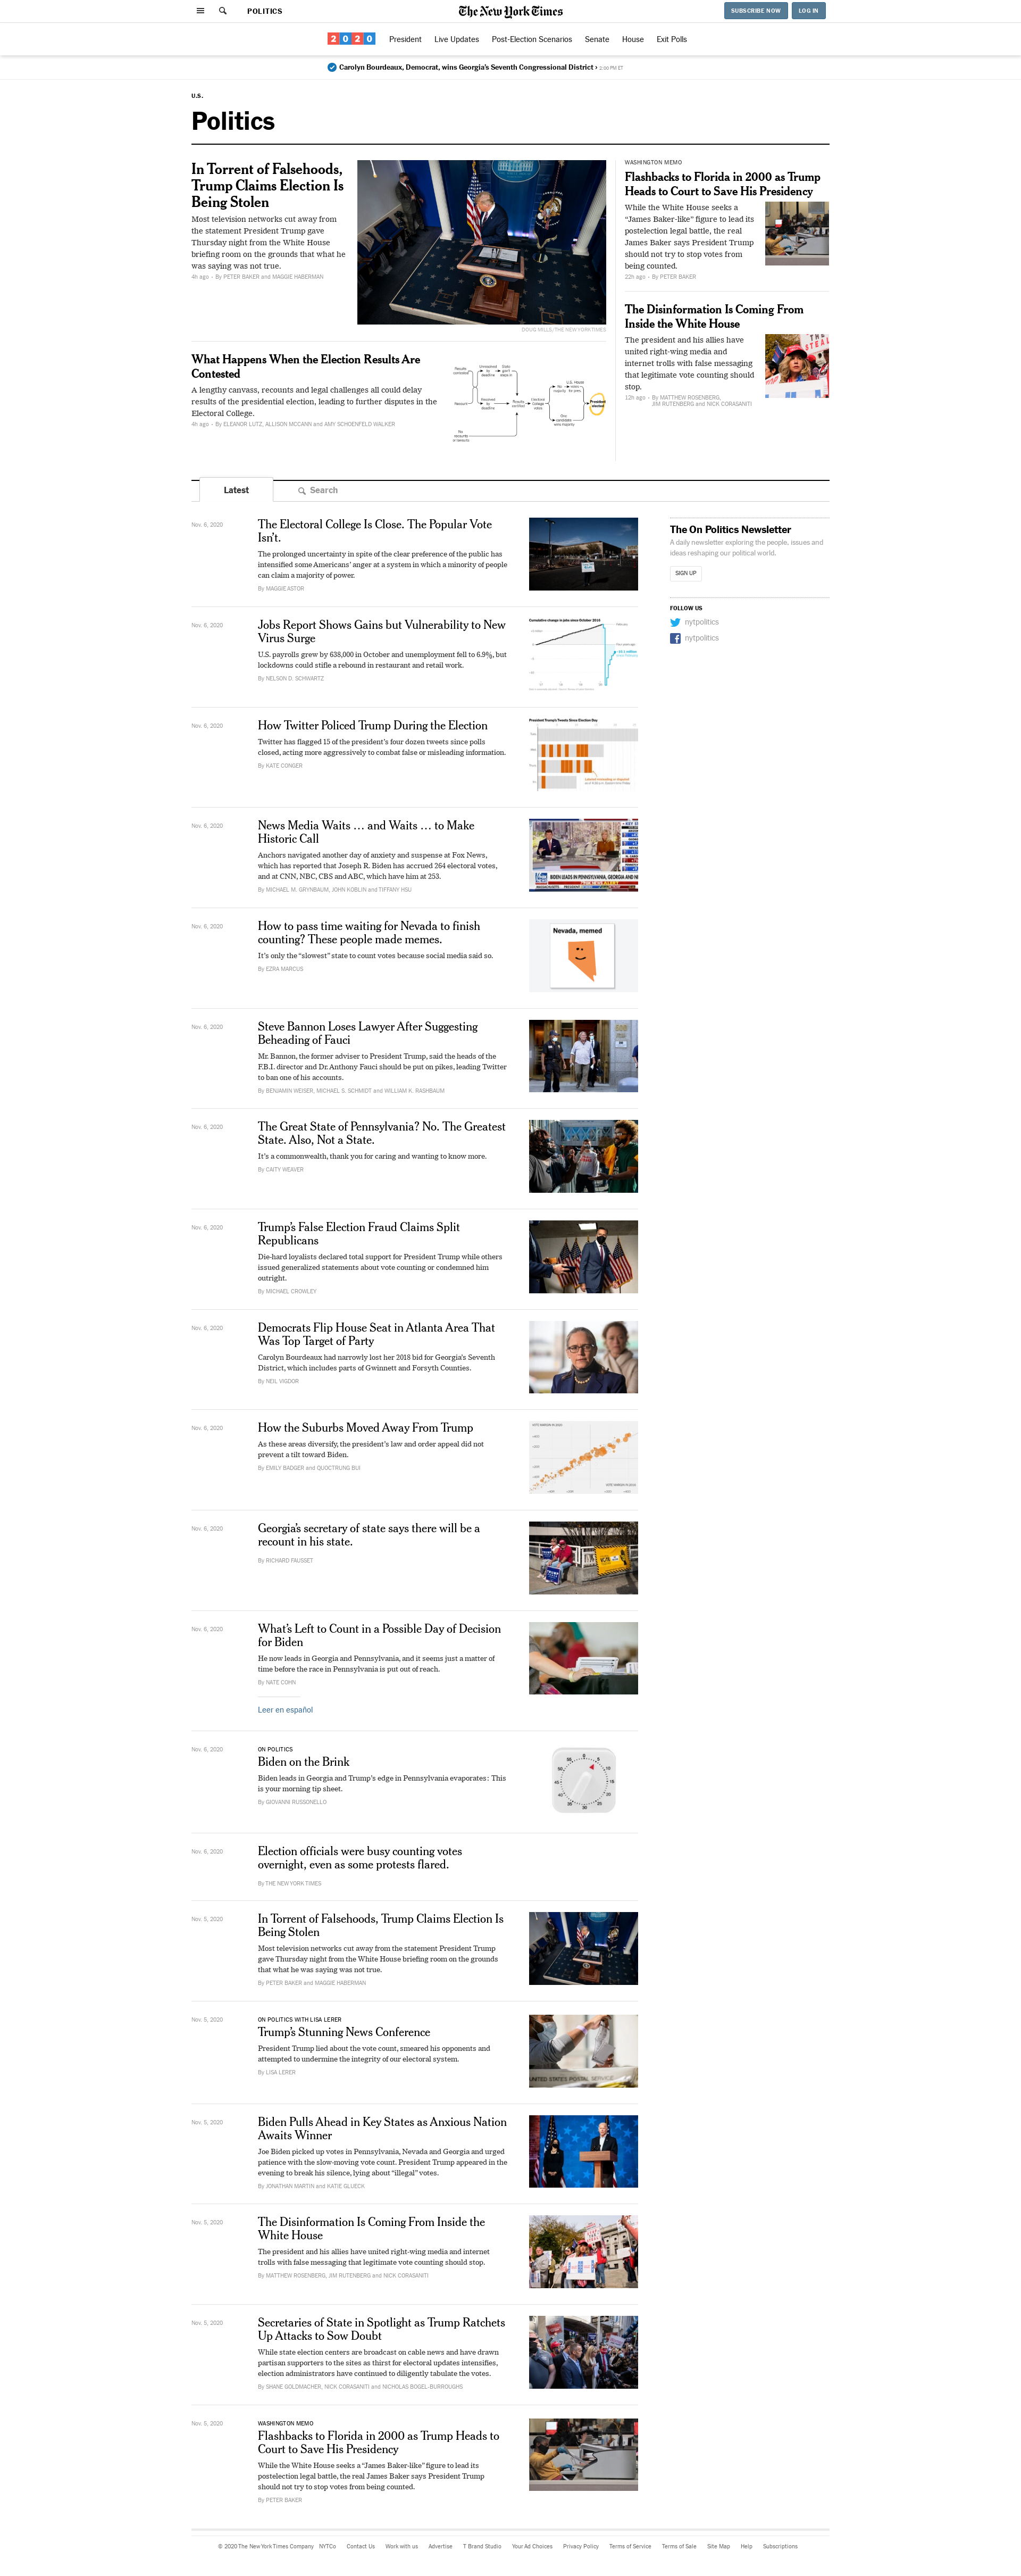 POLITICS
The New York Times
SUBSCRIBE NOW
LOG IN
2020
President
Live Updates
Post-Election Scenarios
Senate
House
Exit Polls
Carolyn Bourdeaux, Democrat, wins Georgia's Seventh Congressional District ›
U.S.
Politics
In Torrent of Falsehoods,
Trump Claims Election Is
Being Stolen
Most television networks cut away from
the statement President Trump gave
Thursday night from the White House
briefing room on the grounds that what he
was saying was not true.
4h ago • By PETER BAKER and MAGGIE HABERMAN
DOUG MILLS/THE NEW YORK TIMES
What Happens When the Election Results Are
Contested
A lengthy canvass, recounts and legal challenges all could delay
results of the presidential election, leading to further disputes in the
Electoral College.
4h ago • By ELEANOR LUTZ, ALLISON MCCANN and AMY SCHOENFELD WALKER
WASHINGTON MEMO
Flashbacks to Florida in 2000 as Trump
Heads to Court to Save His Presidency
While the White House seeks a
“James Baker-like” figure to lead its
postelection legal battle, the real
James Baker says President Trump
should not try to stop votes from
being counted.
22h ago • By PETER BAKER
The Disinformation Is Coming From
Inside the White House
The president and his allies have
united right-wing media and
internet trolls with false messaging
that legitimate vote counting should
stop.
12h ago • By MATTHEW ROSENBERG,
JIM RUTENBERG and NICK CORASANITI
Latest
Search
Nov. 6, 2020
The Electoral College Is Close. The Popular Vote
Isn't.
The prolonged uncertainty in spite of the clear preference of the public has
intensified some Americans' anger at a system in which a minority of people
can claim a majority of power.
By MAGGIE ASTOR
The On Politics Newsletter
A daily newsletter exploring the people, issues and
ideas reshaping our political world.
SIGN UP
FOLLOW US
nytpolitics
nytpolitics
Nov. 6, 2020
Jobs Report Shows Gains but Vulnerability to New
Virus Surge
U.S. payrolls grew by 638,000 in October and unemployment fell to 6.9%, but
lockdowns could stifle a rebound in restaurant and retail work.
By NELSON D. SCHWARTZ
Cumulative change in jobs since October 2010
Nov. 6, 2020
How Twitter Policed Trump During the Election
Twitter has flagged 15 of the president's four dozen tweets since polls
closed, acting more aggressively to combat false or misleading information.
By KATE CONGER
President Trump's Tweets Since Election Day
Nov. 6, 2020
News Media Waits … and Waits … to Make
Historic Call
Anchors navigated another day of anxiety and suspense at Fox News,
which has reported that Joseph R. Biden has accrued 264 electoral votes,
and at CNN, NBC, CBS and ABC, which have him at 253.
By MICHAEL M. GRYNBAUM, JOHN KOBLIN and TIFFANY HSU
Nov. 6, 2020
How to pass time waiting for Nevada to finish
counting? These people made memes.
It's only the “slowest” state to count votes because social media said so.
By EZRA MARCUS
Nevada, memed
Nov. 6, 2020
Steve Bannon Loses Lawyer After Suggesting
Beheading of Fauci
Mr. Bannon, the former adviser to President Trump, said the heads of the
F.B.I. director and Dr. Anthony Fauci should be put on pikes, leading Twitter
to ban one of his accounts.
By BENJAMIN WEISER, MICHAEL S. SCHMIDT and WILLIAM K. RASHBAUM
Nov. 6, 2020
The Great State of Pennsylvania? No. The Greatest
State. Also, Not a State.
It's a commonwealth, thank you for caring and wanting to know more.
By CAITY WEAVER
Nov. 6, 2020
Trump's False Election Fraud Claims Split
Republicans
Die-hard loyalists declared total support for President Trump while others
issued generalized statements about vote counting or condemned him
outright.
By MICHAEL CROWLEY
Nov. 6, 2020
Democrats Flip House Seat in Atlanta Area That
Was Top Target of Party
Carolyn Bourdeaux had narrowly lost her 2018 bid for Georgia's Seventh
District, which includes parts of Gwinnett and Forsyth Counties.
By NEIL VIGDOR
Nov. 6, 2020
How the Suburbs Moved Away From Trump
As these areas diversify, the president's law and order appeal did not
prevent a tilt toward Biden.
By EMILY BADGER and QUOCTRUNG BUI
Nov. 6, 2020
Georgia's secretary of state says there will be a
recount in his state.
By RICHARD FAUSSET
Nov. 6, 2020
What's Left to Count in a Possible Day of Decision
for Biden
He now leads in Georgia and Pennsylvania, and it seems just a matter of
time before the race in Pennsylvania is put out of reach.
By NATE COHN
Leer en español
Nov. 6, 2020
ON POLITICS
Biden on the Brink
Biden leads in Georgia and Trump's edge in Pennsylvania evaporates: This
is your morning tip sheet.
By GIOVANNI RUSSONELLO
Nov. 6, 2020
Election officials were busy counting votes
overnight, even as some protests flared.
By THE NEW YORK TIMES
Nov. 5, 2020
In Torrent of Falsehoods, Trump Claims Election Is
Being Stolen
Most television networks cut away from the statement President Trump
gave Thursday night from the White House briefing room on the grounds
that what he was saying was not true.
By PETER BAKER and MAGGIE HABERMAN
Nov. 5, 2020
ON POLITICS WITH LISA LERER
Trump's Stunning News Conference
President Trump lied about the vote count, smeared his opponents and
attempted to undermine the integrity of our electoral system.
By LISA LERER
Nov. 5, 2020
Biden Pulls Ahead in Key States as Anxious Nation
Awaits Winner
Joe Biden picked up votes in Pennsylvania, Nevada and Georgia and urged
patience with the slow-moving vote count. President Trump appeared in the
evening to break his silence, lying about “illegal” votes.
By JONATHAN MARTIN and KATIE GLUECK
Nov. 5, 2020
The Disinformation Is Coming From Inside the
White House
The president and his allies have united right-wing media and internet
trolls with false messaging that legitimate vote counting should stop.
By MATTHEW ROSENBERG, JIM RUTENBERG and NICK CORASANITI
Nov. 5, 2020
Secretaries of State in Spotlight as Trump Ratchets
Up Attacks to Sow Doubt
While state election centers are broadcast on cable news and have drawn
partisan supporters to the sites as thirst for electoral updates intensifies,
election administrators have continued to diligently tabulate the votes.
By SHANE GOLDMACHER, NICK CORASANITI and NICHOLAS BOGEL-BURROUGHS
Nov. 5, 2020
WASHINGTON MEMO
Flashbacks to Florida in 2000 as Trump Heads to
Court to Save His Presidency
While the White House seeks a “James Baker-like” figure to lead its
postelection legal battle, the real James Baker says President Trump
should not try to stop votes from being counted.
By PETER BAKER
© 2020 The New York Times Company
NYTCo
Contact Us
Work with us
Advertise
T Brand Studio
Your Ad Choices
Privacy Policy
Terms of Service
Terms of Sale
Site Map
Help
Subscriptions